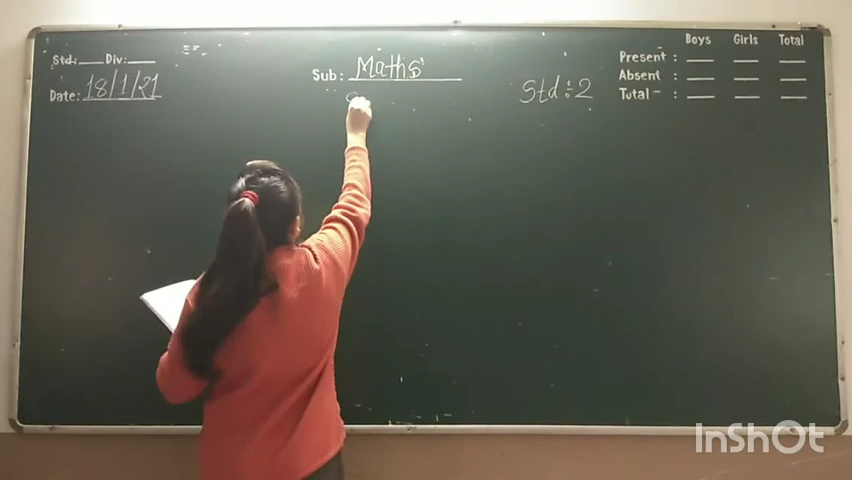 Std: Div:
Date: 18/1/21
Sub: Maths
Std ÷ 2
Boys Girls Total
Present :
Absent :
Total :
InShOt